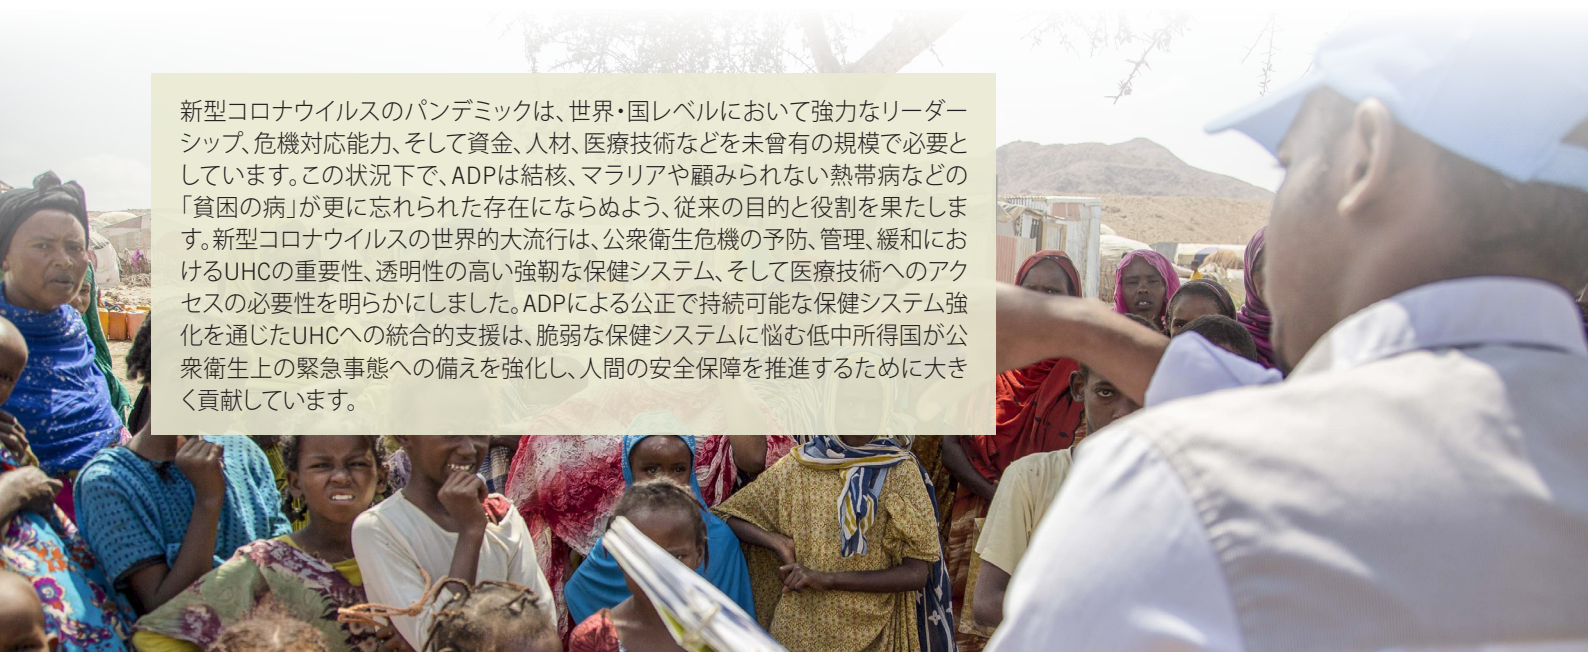 新型コロナウイルスのパンデミックは、世界・国レベルにおいて強力なリーダー
シップ、危機対応能力、そして資金、人材、医療技術などを未曾有の規模で必要と
しています。この状況下で、ADPは結核、マラリアや顧みられない熱帯病などの
「貧困の病」が更に忘れられた存在にならぬよう、従来の目的と役割を果たしま
す。新型コロナウイルスの世界的大流行は、公衆衛生危機の予防、管理、緩和にお
けるUHCの重要性、透明性の高い強靭な保健システム、そして医療技術へのアク
セスの必要性を明らかにしました。ADPによる公正で持続可能な保健システム強
化を通じたUHCへの統合的支援は、脆弱な保健システムに悩む低中所得国が公
衆衛生上の緊急事態への備えを強化し、人間の安全保障を推進するために大き
く貢献しています。